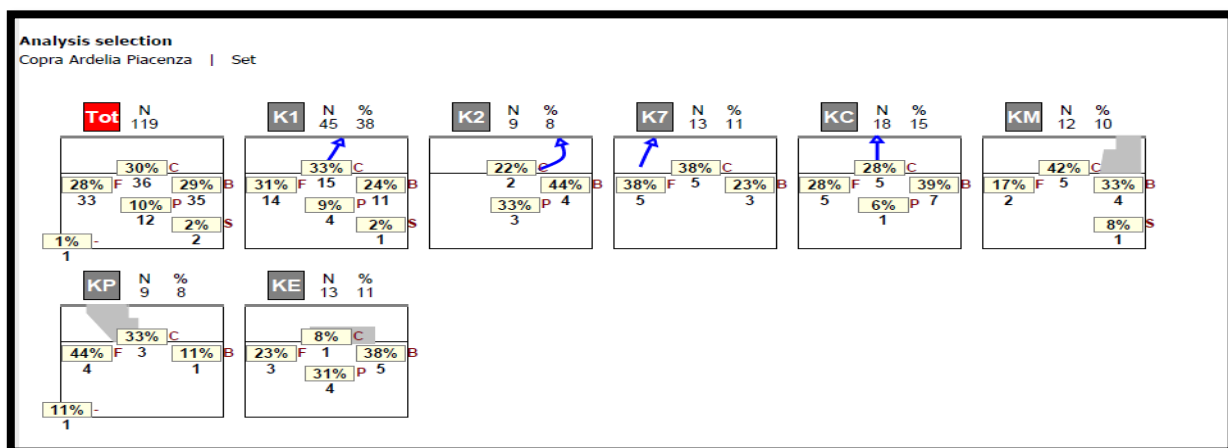 Analysis selection
Copra Ardelia Piacenza | Set
Tot N K1 N % K2 N % K7 N % KC N % KM N %
119 45 38 9 8 13 11 18 15 12 10
30% C 33% C 22% C 38% C 28% C 42% C
28% F 36 29% B 31% F 15 24% B 2 44% B 38% F 5 23% B 28% F 5 39% B 17% F 5 33% B
33 10% P 35 14 9% P 11 33% P 4 5 3 5 6% P 7 2 4
12 2% S 4 2% S 3 1 8% S
1% - 2 1 1
1
KP N % KE N %
9 8 13 11
33% C 8% C
44% F 3 11% B 23% F 1 38% B
4 1 3 31% P 5
4
11% -
1